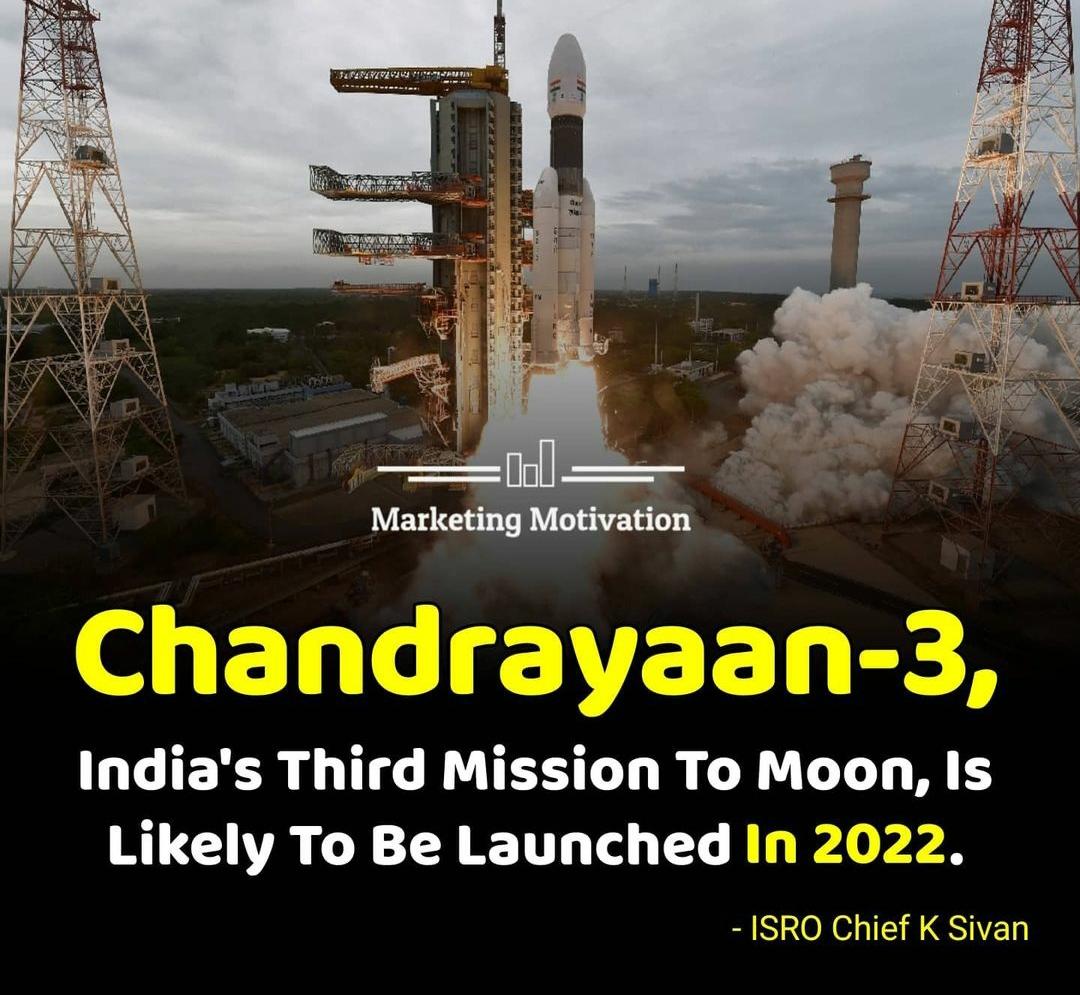 Marketing Motivation
Chandrayaan-3,
India's Third Mission To Moon, Is
Likely To Be Launched In 2022.
- ISRO Chief K Sivan